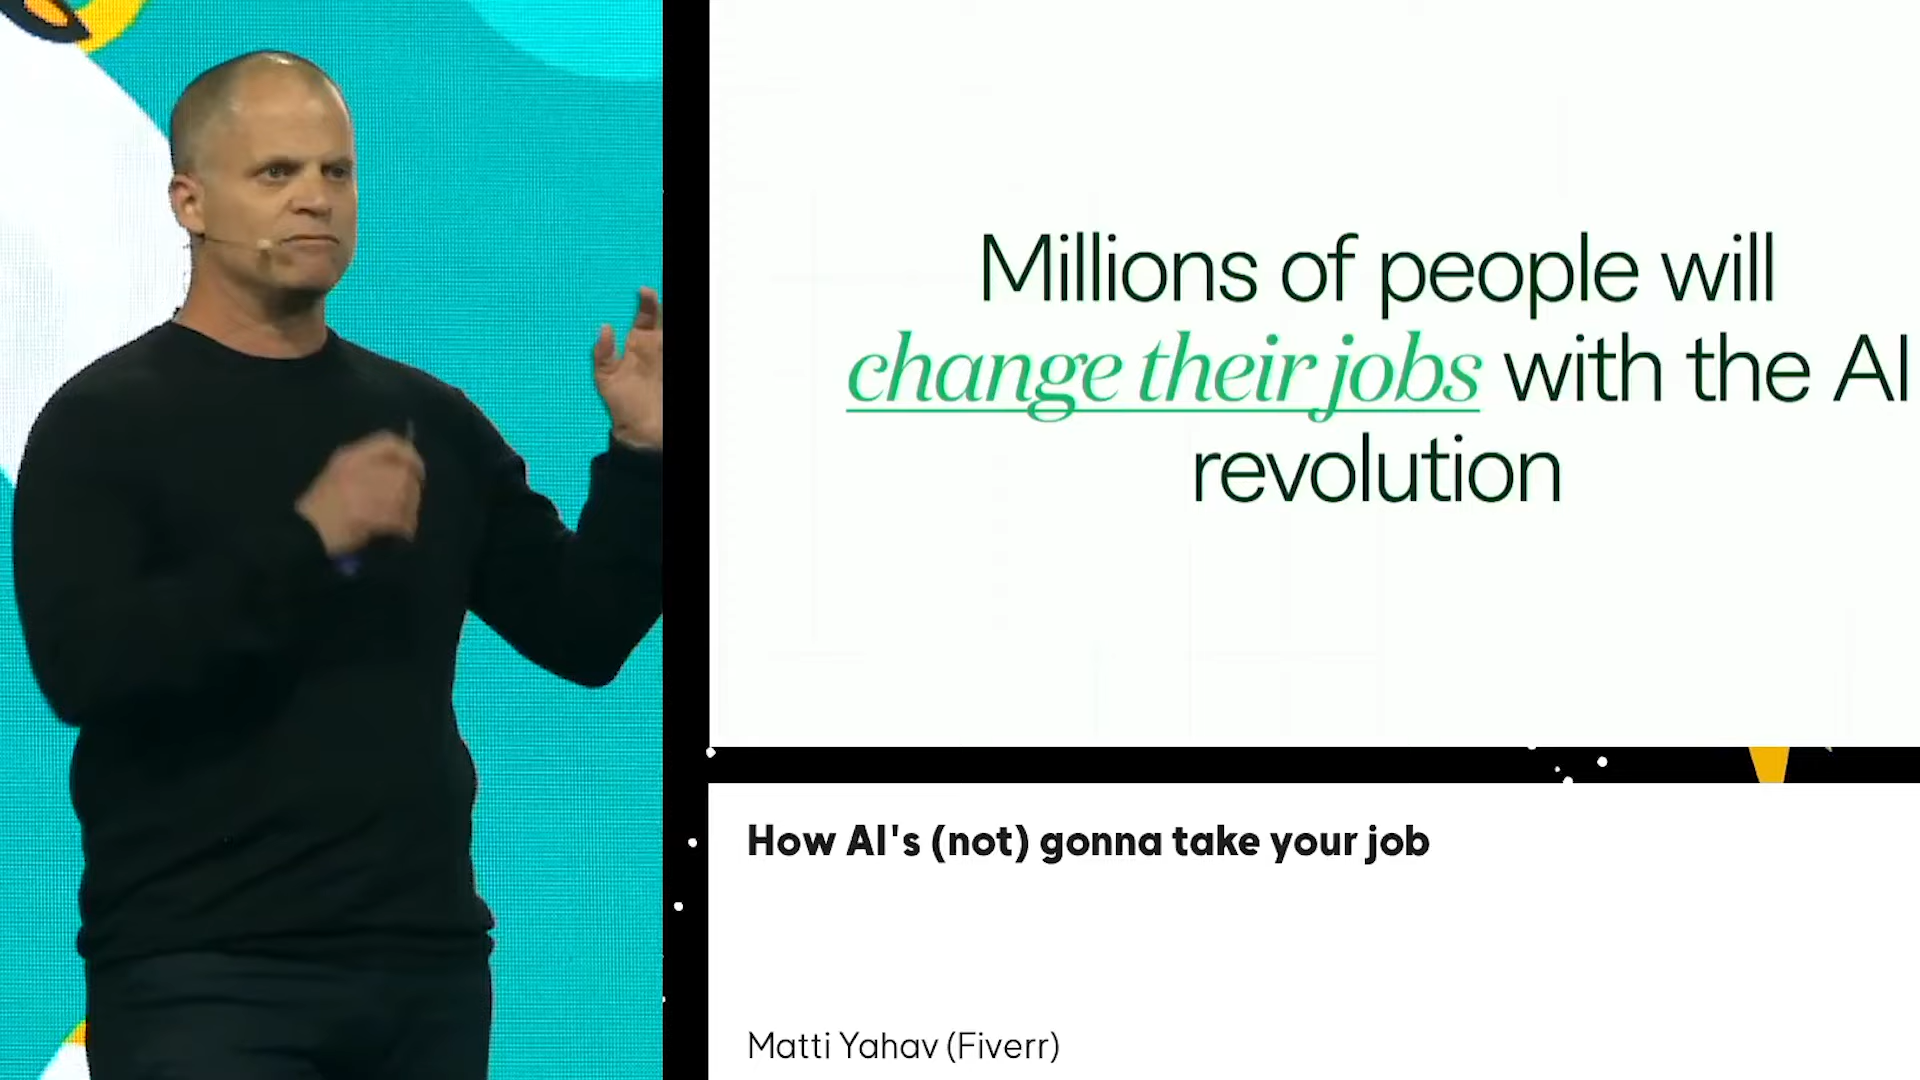 Millions of people will
change their jobs with the AI
revolution
How AI's (not) gonna take your job
Matti Yahav (Fiverr)